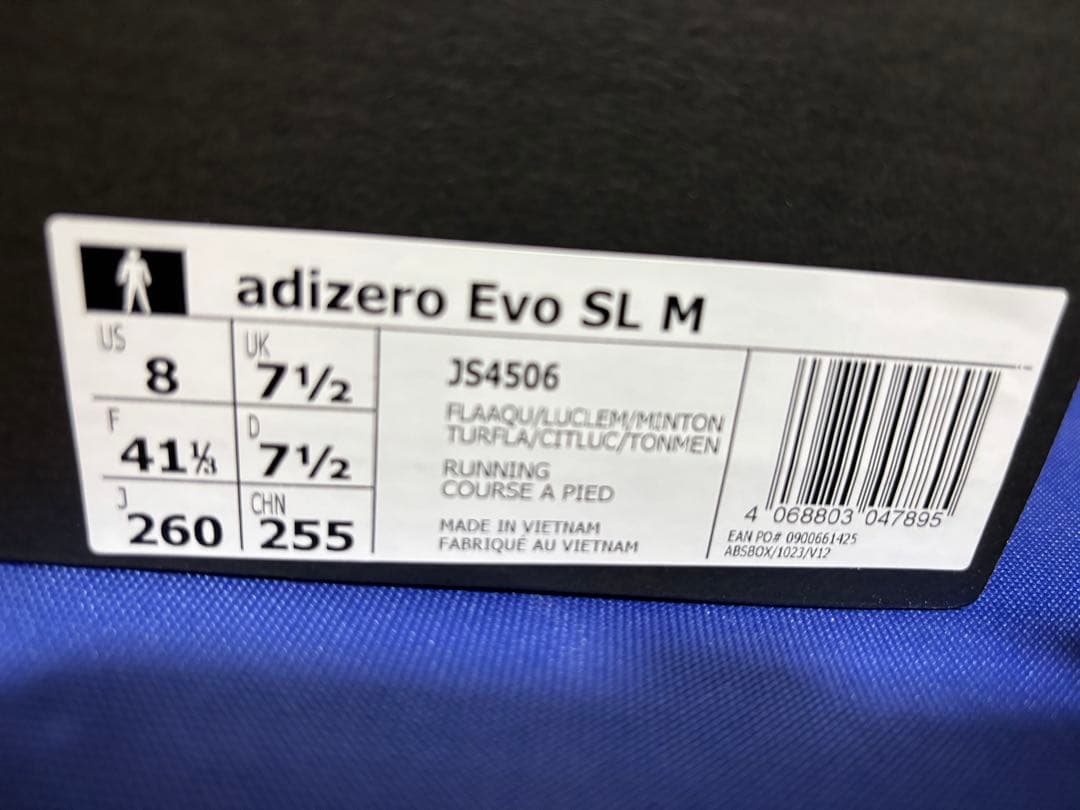 adizero Evo SL M
US 8
UK 7½
F 41⅓
D 7½
J 260
CHN 255
JS4506
FLAAQU/LUCLEM/MINTON
TURFLA/CITLUC/TONMEN
RUNNING
COURSE A PIED
MADE IN VIETNAM
FABRIQUÉ AU VIETNAM
4 068803 047895
EAN PO# 0900661425
ABSBOX/1023/V12